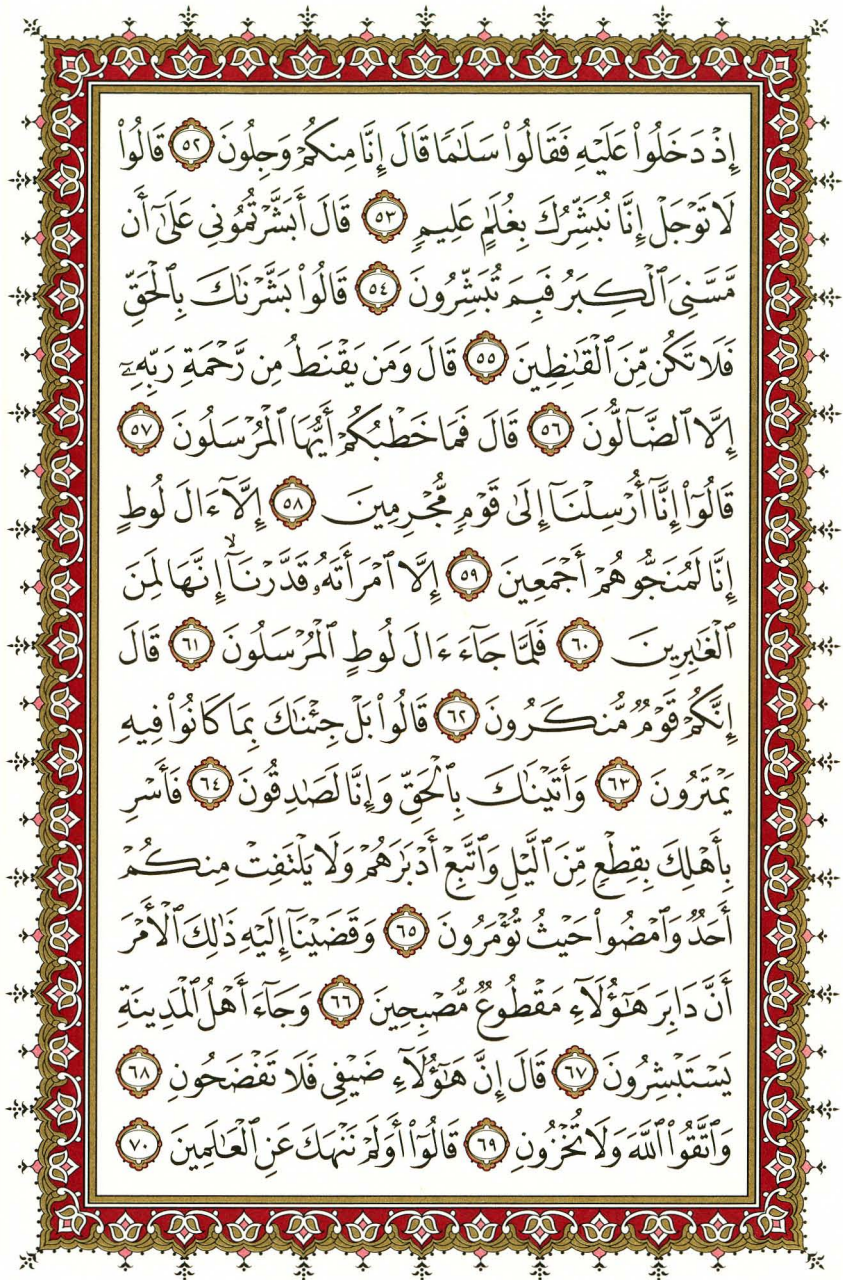 إِذْ دَخَلُوا۟ عَلَيْهِ فَقَالُوا۟ سَلَـٰمًا قَالَ إِنَّا مِنكُمْ وَجِلُونَ ٥٢ قَالُوا۟
لَا تَوْجَلْ إِنَّا نُبَشِّرُكَ بِغُلَـٰمٍ عَلِيمٍ ٥٣ قَالَ أَبَشَّرْتُمُونِى عَلَىٰٓ أَن
مَّسَّنِىَ ٱلْكِبَرُ فَبِمَ تُبَشِّرُونَ ٥٤ قَالُوا۟ بَشَّرْنَـٰكَ بِٱلْحَقِّ
فَلَا تَكُن مِّنَ ٱلْقَـٰنِطِينَ ٥٥ قَالَ وَمَن يَقْنَطُ مِن رَّحْمَةِ رَبِّهِۦٓ
إِلَّا ٱلضَّآلُّونَ ٥٦ قَالَ فَمَا خَطْبُكُمْ أَيُّهَا ٱلْمُرْسَلُونَ ٥٧
قَالُوٓا۟ إِنَّآ أُرْسِلْنَآ إِلَىٰ قَوْمٍ مُّجْرِمِينَ ٥٨ إِلَّآ ءَالَ لُوطٍ
إِنَّا لَمُنَجُّوهُمْ أَجْمَعِينَ ٥٩ إِلَّا ٱمْرَأَتَهُۥ قَدَّرْنَآ ۙ إِنَّهَا لَمِنَ
ٱلْغَـٰبِرِينَ ٦٠ فَلَمَّا جَآءَ ءَالَ لُوطٍ ٱلْمُرْسَلُونَ ٦١ قَالَ
إِنَّكُمْ قَوْمٌ مُّنكَرُونَ ٦٢ قَالُوا۟ بَلْ جِئْنَـٰكَ بِمَا كَانُوا۟ فِيهِ
يَمْتَرُونَ ٦٣ وَأَتَيْنَـٰكَ بِٱلْحَقِّ وَإِنَّا لَصَـٰدِقُونَ ٦٤ فَأَسْرِ
بِأَهْلِكَ بِقِطْعٍ مِّنَ ٱلَّيْلِ وَٱتَّبِعْ أَدْبَـٰرَهُمْ وَلَا يَلْتَفِتْ مِنكُمْ
أَحَدٌ وَٱمْضُوا۟ حَيْثُ تُؤْمَرُونَ ٦٥ وَقَضَيْنَآ إِلَيْهِ ذَٰلِكَ ٱلْأَمْرَ
أَنَّ دَابِرَ هَـٰٓؤُلَآءِ مَقْطُوعٌ مُّصْبِحِينَ ٦٦ وَجَآءَ أَهْلُ ٱلْمَدِينَةِ
يَسْتَبْشِرُونَ ٦٧ قَالَ إِنَّ هَـٰٓؤُلَآءِ ضَيْفِى فَلَا تَفْضَحُونِ ٦٨
وَٱتَّقُوا۟ ٱللَّهَ وَلَا تُخْزُونِ ٦٩ قَالُوٓا۟ أَوَلَمْ نَنْهَكَ عَنِ ٱلْعَـٰلَمِينَ ٧٠